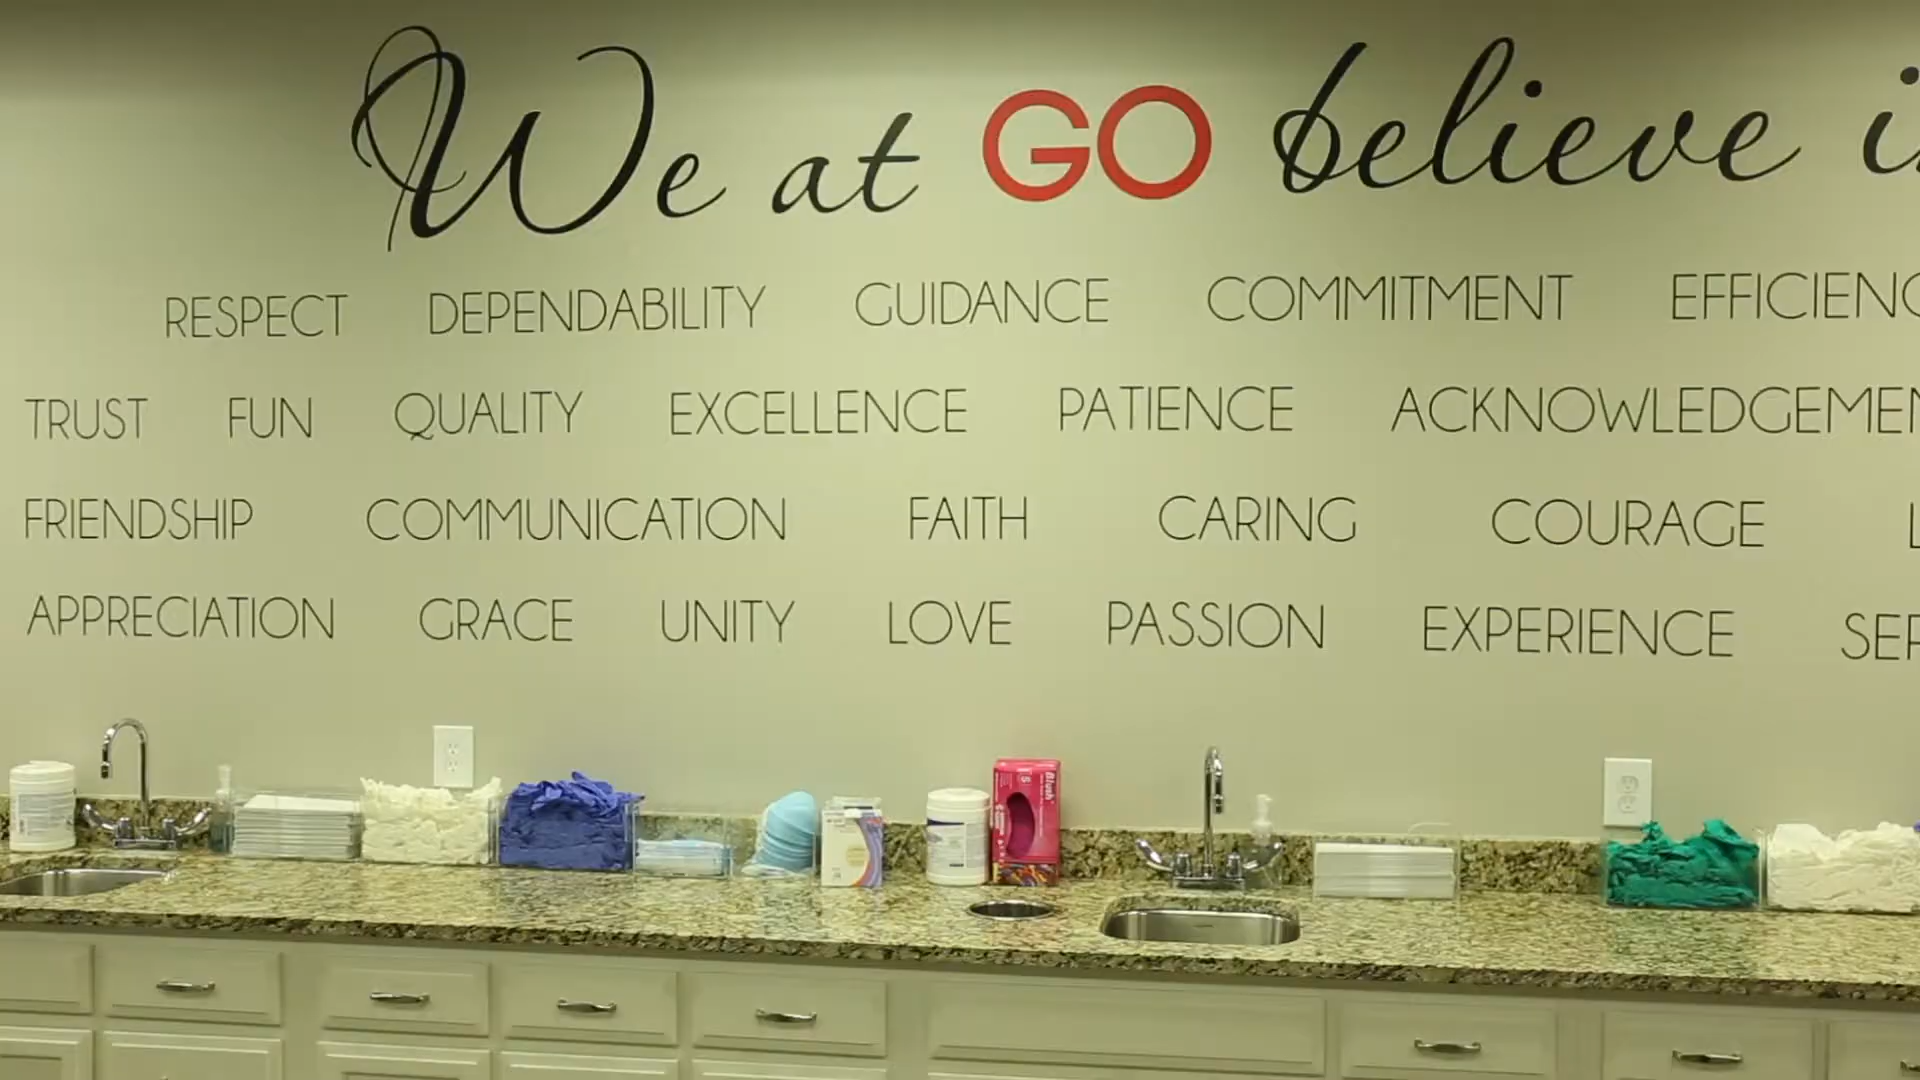 We at GO believe
RESPECT DEPENDABILITY GUIDANCE COMMITMENT
TRUST FUN QUALITY EXCELLENCE PATIENCE
FRIENDSHIP COMMUNICATION FAITH CARING COURAGE
APPRECIATION GRACE UNITY LOVE PASSION EXPERIENCE
Blush